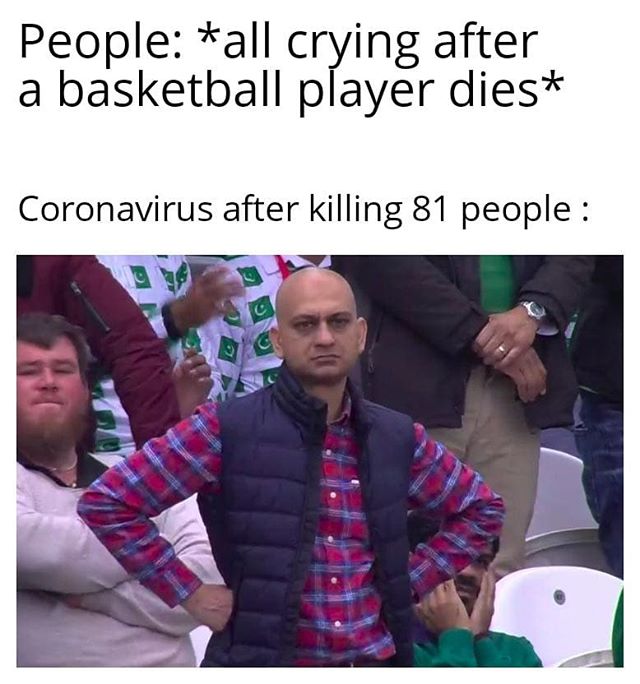 People: *all crying after
a basketball player dies*
Coronavirus after killing 81 people :